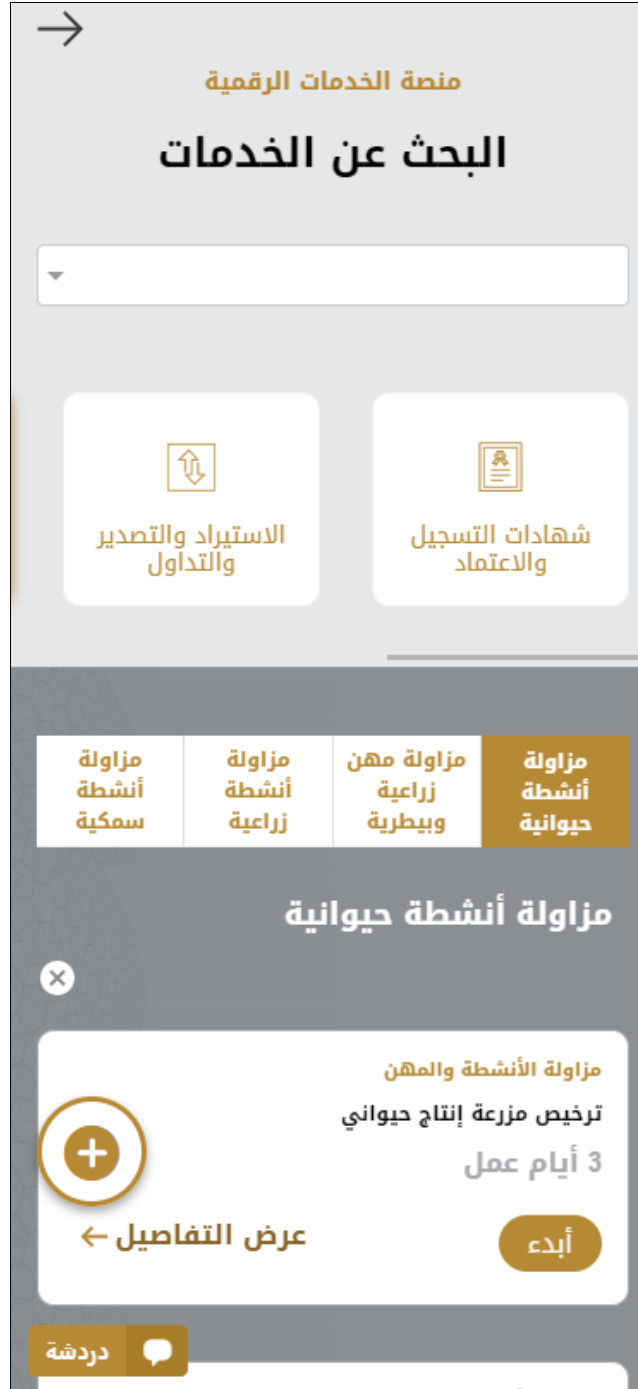 منصة الخدمات الرقمية
البحث عن الخدمات
شهادات التسجيل
والاعتماد
الاستيراد والتصدير
والتداول
مزاولة
أنشطة
حيوانية
مزاولة مهن
زراعية
وبيطرية
مزاولة
أنشطة
زراعية
مزاولة
أنشطة
سمكية
مزاولة أنشطة حيوانية
مزاولة الأنشطة والمهن
ترخيص مزرعة إنتاج حيواني
3 أيام عمل
أبدء
عرض التفاصيل
دردشة